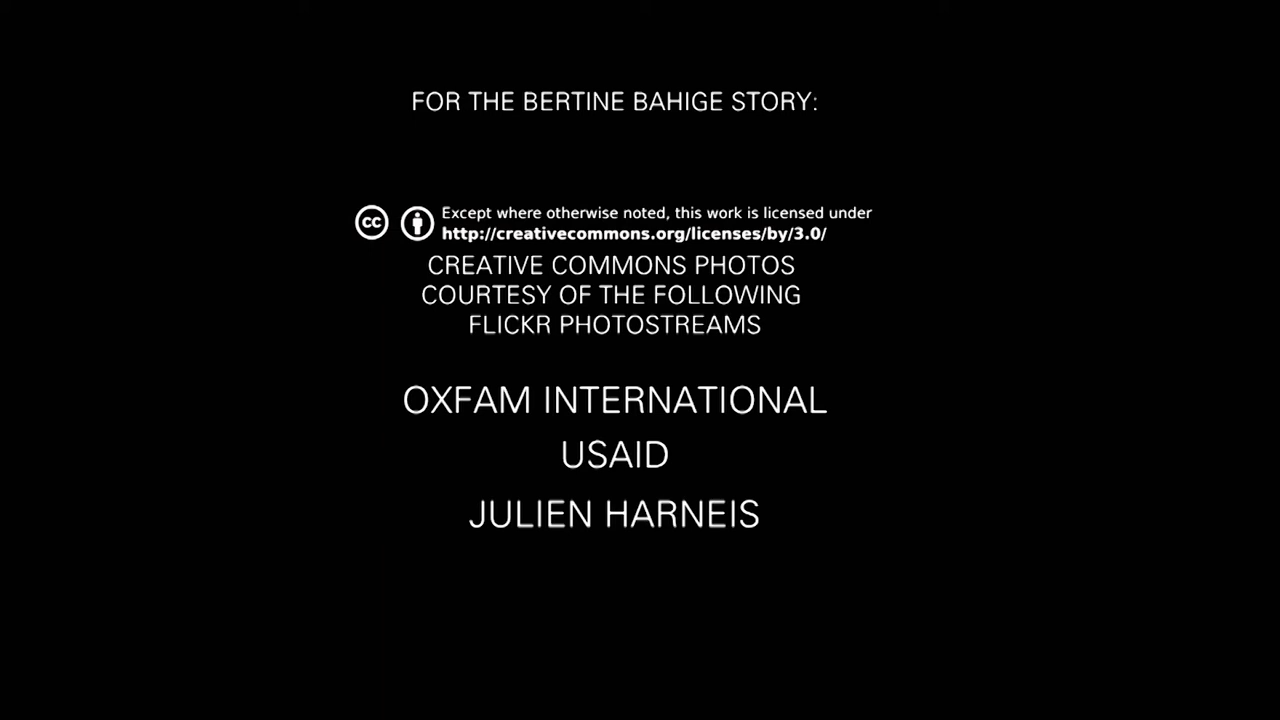 FOR THE BERTINE BAHIGE STORY:
cc Except where otherwise noted, this work is licensed under
http://creativecommons.org/licenses/by/3.0/
CREATIVE COMMONS PHOTOS
COURTESY OF THE FOLLOWING
FLICKR PHOTOSTREAMS
OXFAM INTERNATIONAL
USAID
JULIEN HARNEIS